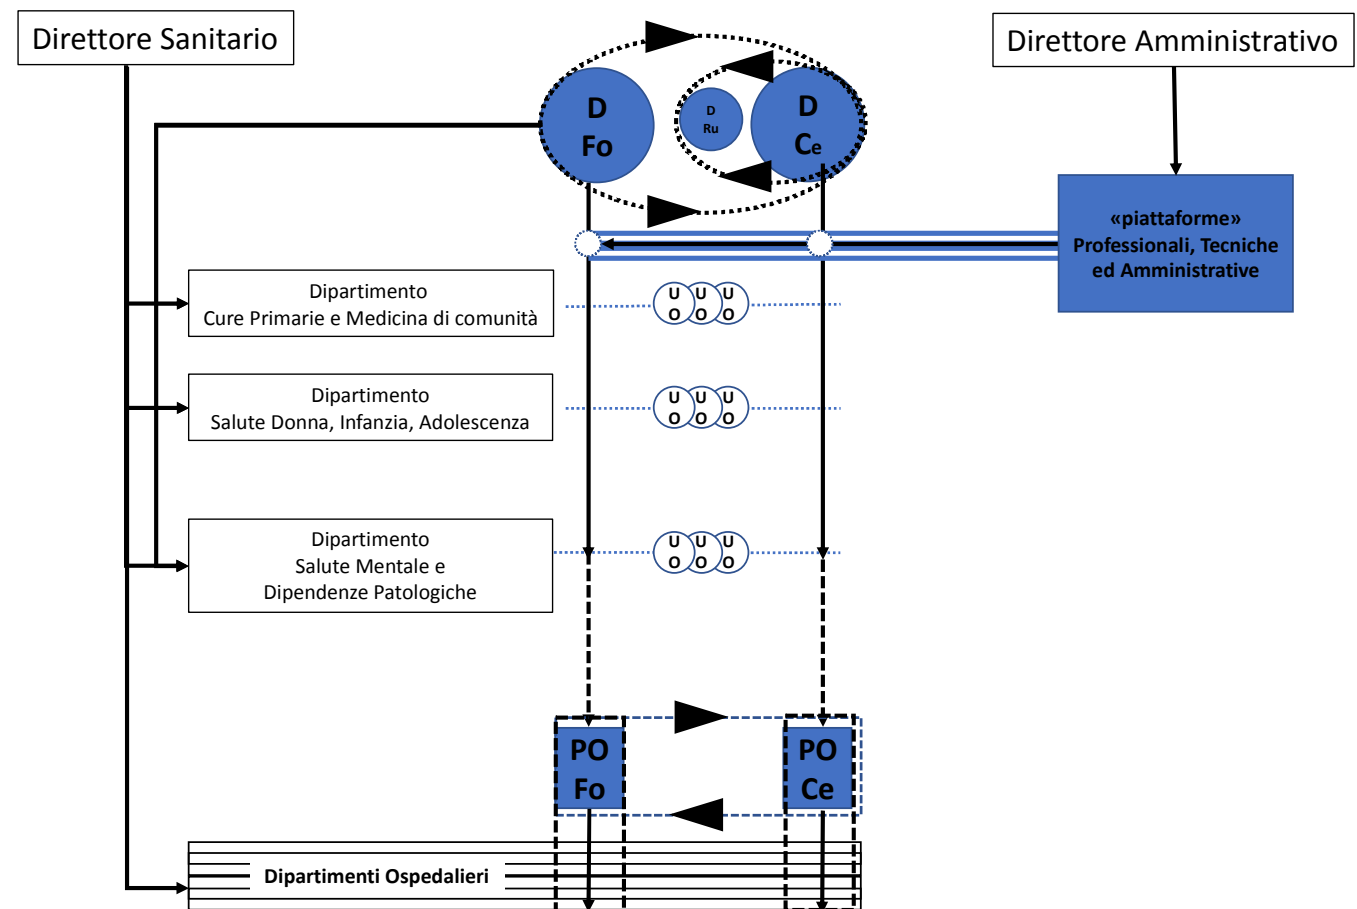 Direttore Sanitario
Direttore Amministrativo
D
Fo
D
Ru
D
Ce
«piattaforme»
Professionali, Tecniche
ed Amministrative
Dipartimento
Cure Primarie e Medicina di comunità
U U U
O O O
Dipartimento
Salute Donna, Infanzia, Adolescenza
U U U
O O O
Dipartimento
Salute Mentale e
Dipendenze Patologiche
U U U
O O O
PO
Fo
PO
Ce
Dipartimenti Ospedalieri